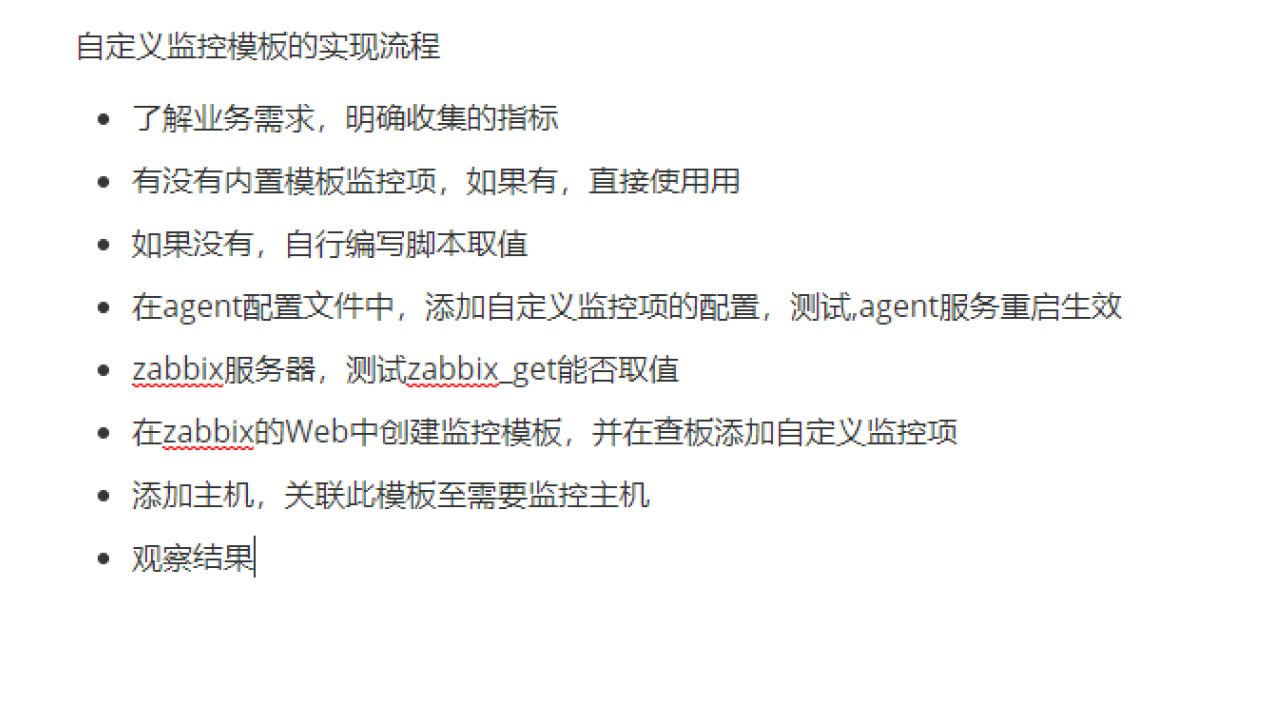 自定义监控模板的实现流程
了解业务需求，明确收集的指标
有没有内置模板监控项，如果有，直接使用用
如果没有，自行编写脚本取值
在agent配置文件中，添加自定义监控项的配置，测试,agent服务重启生效
zabbix服务器，测试zabbix_get能否取值
在zabbix的Web中创建监控模板，并在查板添加自定义监控项
添加主机，关联此模板至需要监控主机
观察结果